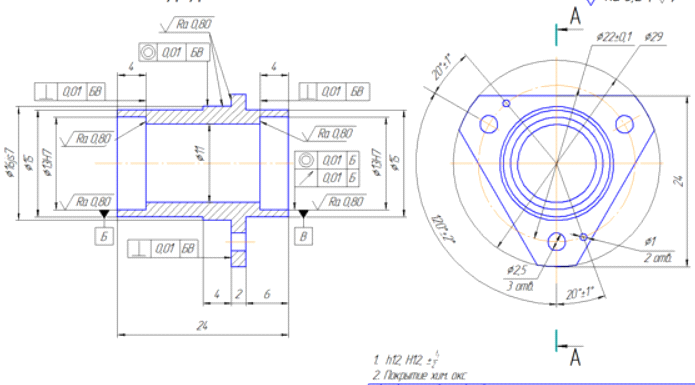 Ra 0,80
0,01 БВ
4
4
0,01 БВ
0,01 БВ
Ra 0,80
Ra 0,80
Ø16js7
Ø15
Ø13H7
Ø11
Ø13H7
Ø15
0,01 Б
0,01 Б
Ra 0,80
Ra 0,80
Б
В
0,01 БВ
4
2
6
24
А
Ø22±0,1
Ø29
20°±1°
24
120°±2°
Ø1
2 отв.
Ø2,5
3 отв.
20°±1°
А
1. h12, H12, ±
2. Покрытие хим. окс.